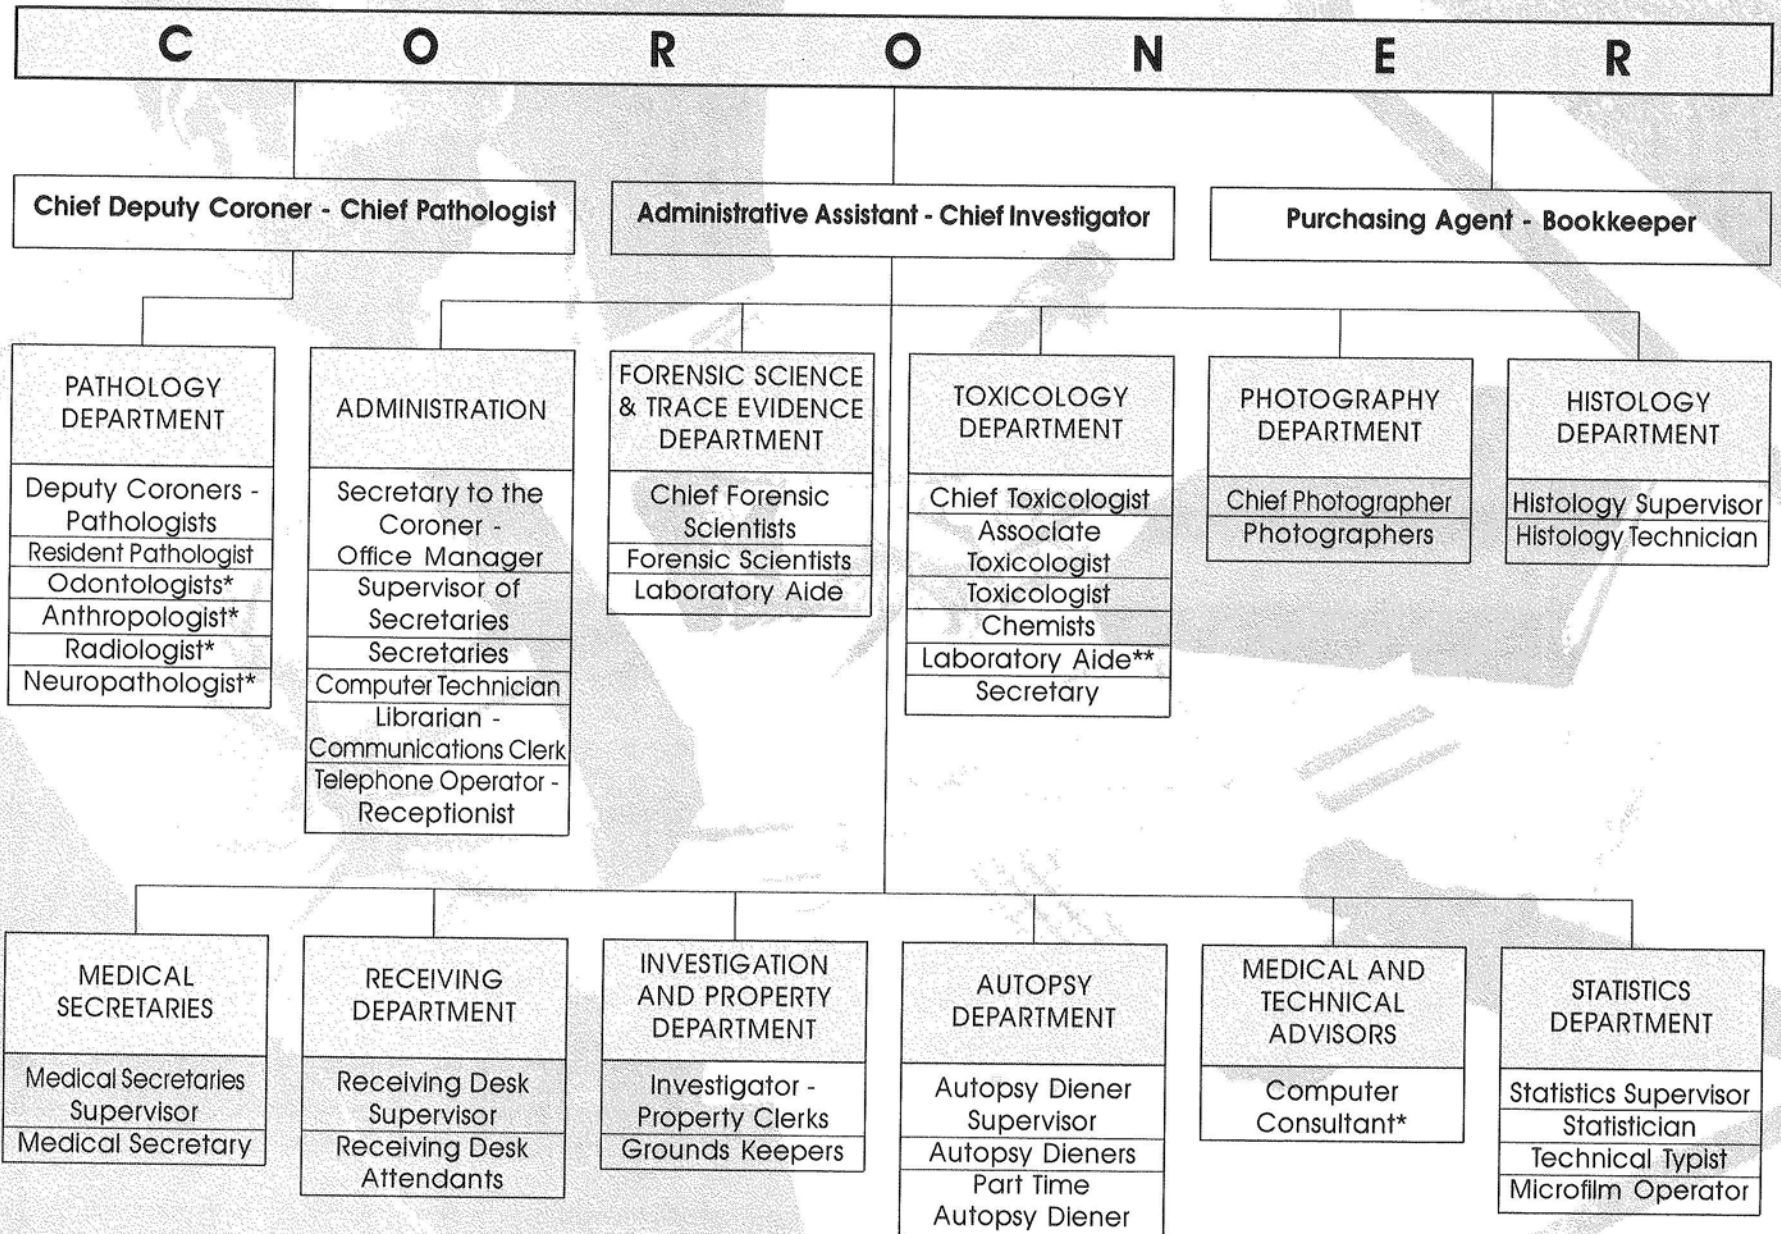 C O R O N E R
Chief Deputy Coroner - Chief Pathologist
Administrative Assistant - Chief Investigator
Purchasing Agent - Bookkeeper
PATHOLOGY
DEPARTMENT
Deputy Coroners -
Pathologists
Resident Pathologist
Odontologists*
Anthropologist*
Radiologist*
Neuropathologist*
ADMINISTRATION
Secretary to the
Coroner -
Office Manager
Supervisor of
Secretaries
Secretaries
Computer Technician
Librarian -
Communications Clerk
Telephone Operator -
Receptionist
FORENSIC SCIENCE
& TRACE EVIDENCE
DEPARTMENT
Chief Forensic
Scientists
Forensic Scientists
Laboratory Aide
TOXICOLOGY
DEPARTMENT
Chief Toxicologist
Associate
Toxicologist
Toxicologist
Chemists
Laboratory Aide**
Secretary
PHOTOGRAPHY
DEPARTMENT
Chief Photographer
Photographers
HISTOLOGY
DEPARTMENT
Histology Supervisor
Histology Technician
MEDICAL
SECRETARIES
Medical Secretaries
Supervisor
Medical Secretary
RECEIVING
DEPARTMENT
Receiving Desk
Supervisor
Receiving Desk
Attendants
INVESTIGATION
AND PROPERTY
DEPARTMENT
Investigator -
Property Clerks
Grounds Keepers
AUTOPSY
DEPARTMENT
Autopsy Diener
Supervisor
Autopsy Dieners
Part Time
Autopsy Diener
MEDICAL AND
TECHNICAL
ADVISORS
Computer
Consultant*
STATISTICS
DEPARTMENT
Statistics Supervisor
Statistician
Technical Typist
Microfilm Operator